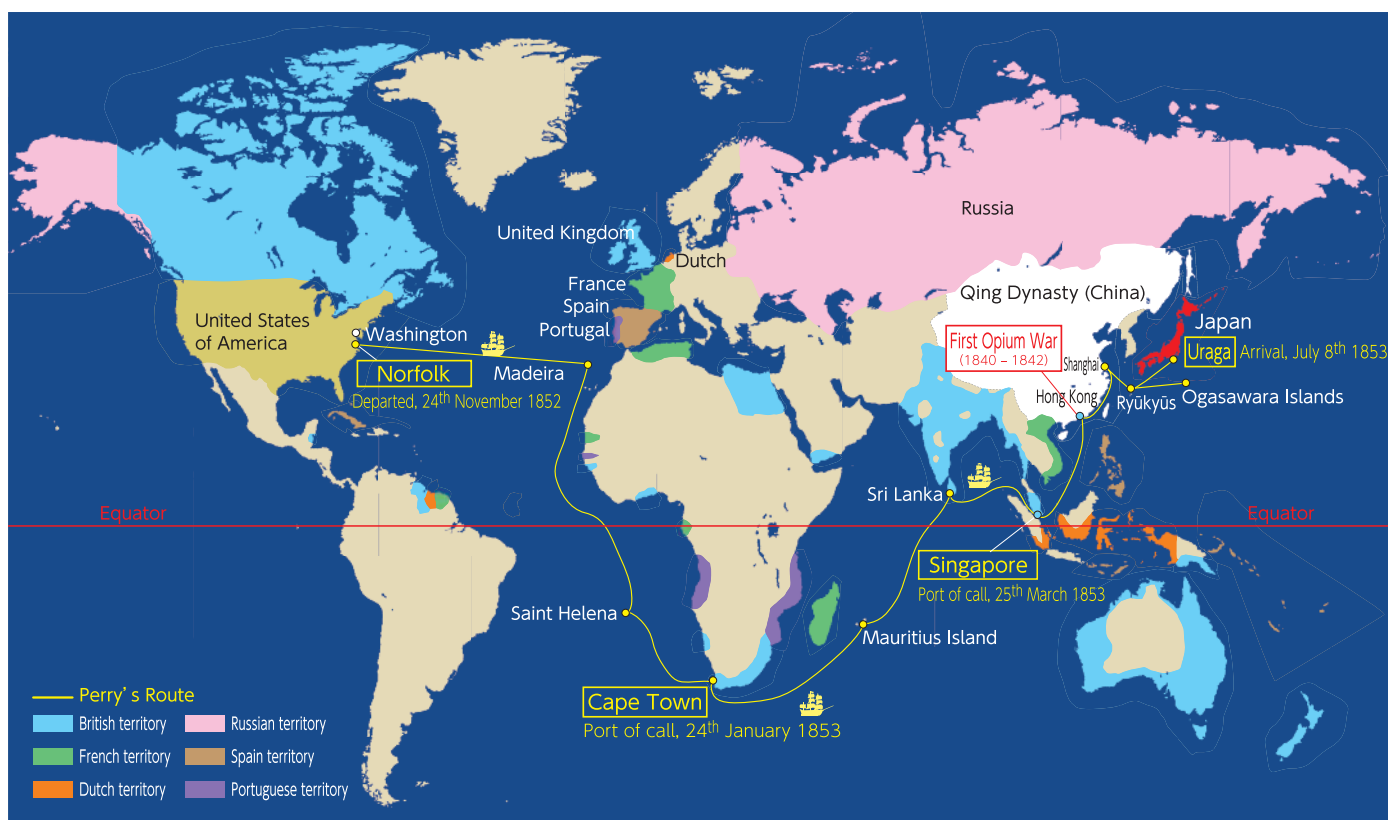 Russia
United Kingdom
Dutch
France
Spain
Portugal
Qing Dynasty (China)
United States
of America
Washington
Norfolk
Departed, 24th November 1852
Madeira
First Opium War
(1840 – 1842)
Shanghai
Hong Kong
Japan
Uraga Arrival, July 8th 1853
Ryūkyūs
Ogasawara Islands
Sri Lanka
Equator
Equator
Singapore
Port of call, 25th March 1853
Saint Helena
Mauritius Island
Cape Town
Port of call, 24th January 1853
Perry's Route
British territory
Russian territory
French territory
Spain territory
Dutch territory
Portuguese territory